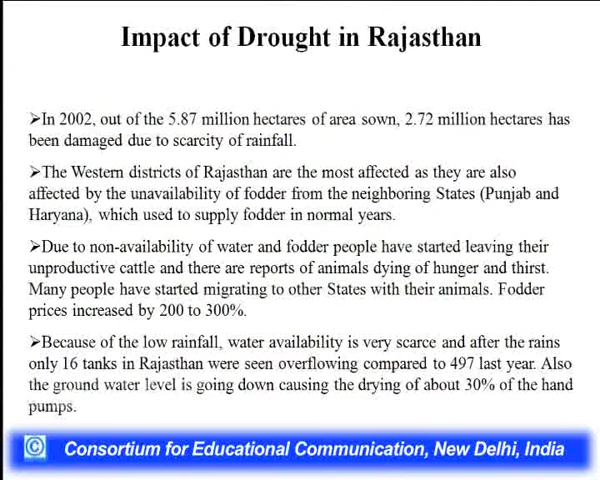 Impact of Drought in Rajasthan
➢In 2002, out of the 5.87 million hectares of area sown, 2.72 million hectares has
been damaged due to scarcity of rainfall.
➢The Western districts of Rajasthan are the most affected as they are also
affected by the unavailability of fodder from the neighboring States (Punjab and
Haryana), which used to supply fodder in normal years.
➢Due to non-availability of water and fodder people have started leaving their
unproductive cattle and there are reports of animals dying of hunger and thirst.
Many people have started migrating to other States with their animals. Fodder
prices increased by 200 to 300%.
➢Because of the low rainfall, water availability is very scarce and after the rains
only 16 tanks in Rajasthan were seen overflowing compared to 497 last year. Also
the ground water level is going down causing the drying of about 30% of the hand
pumps.
© Consortium for Educational Communication, New Delhi, India